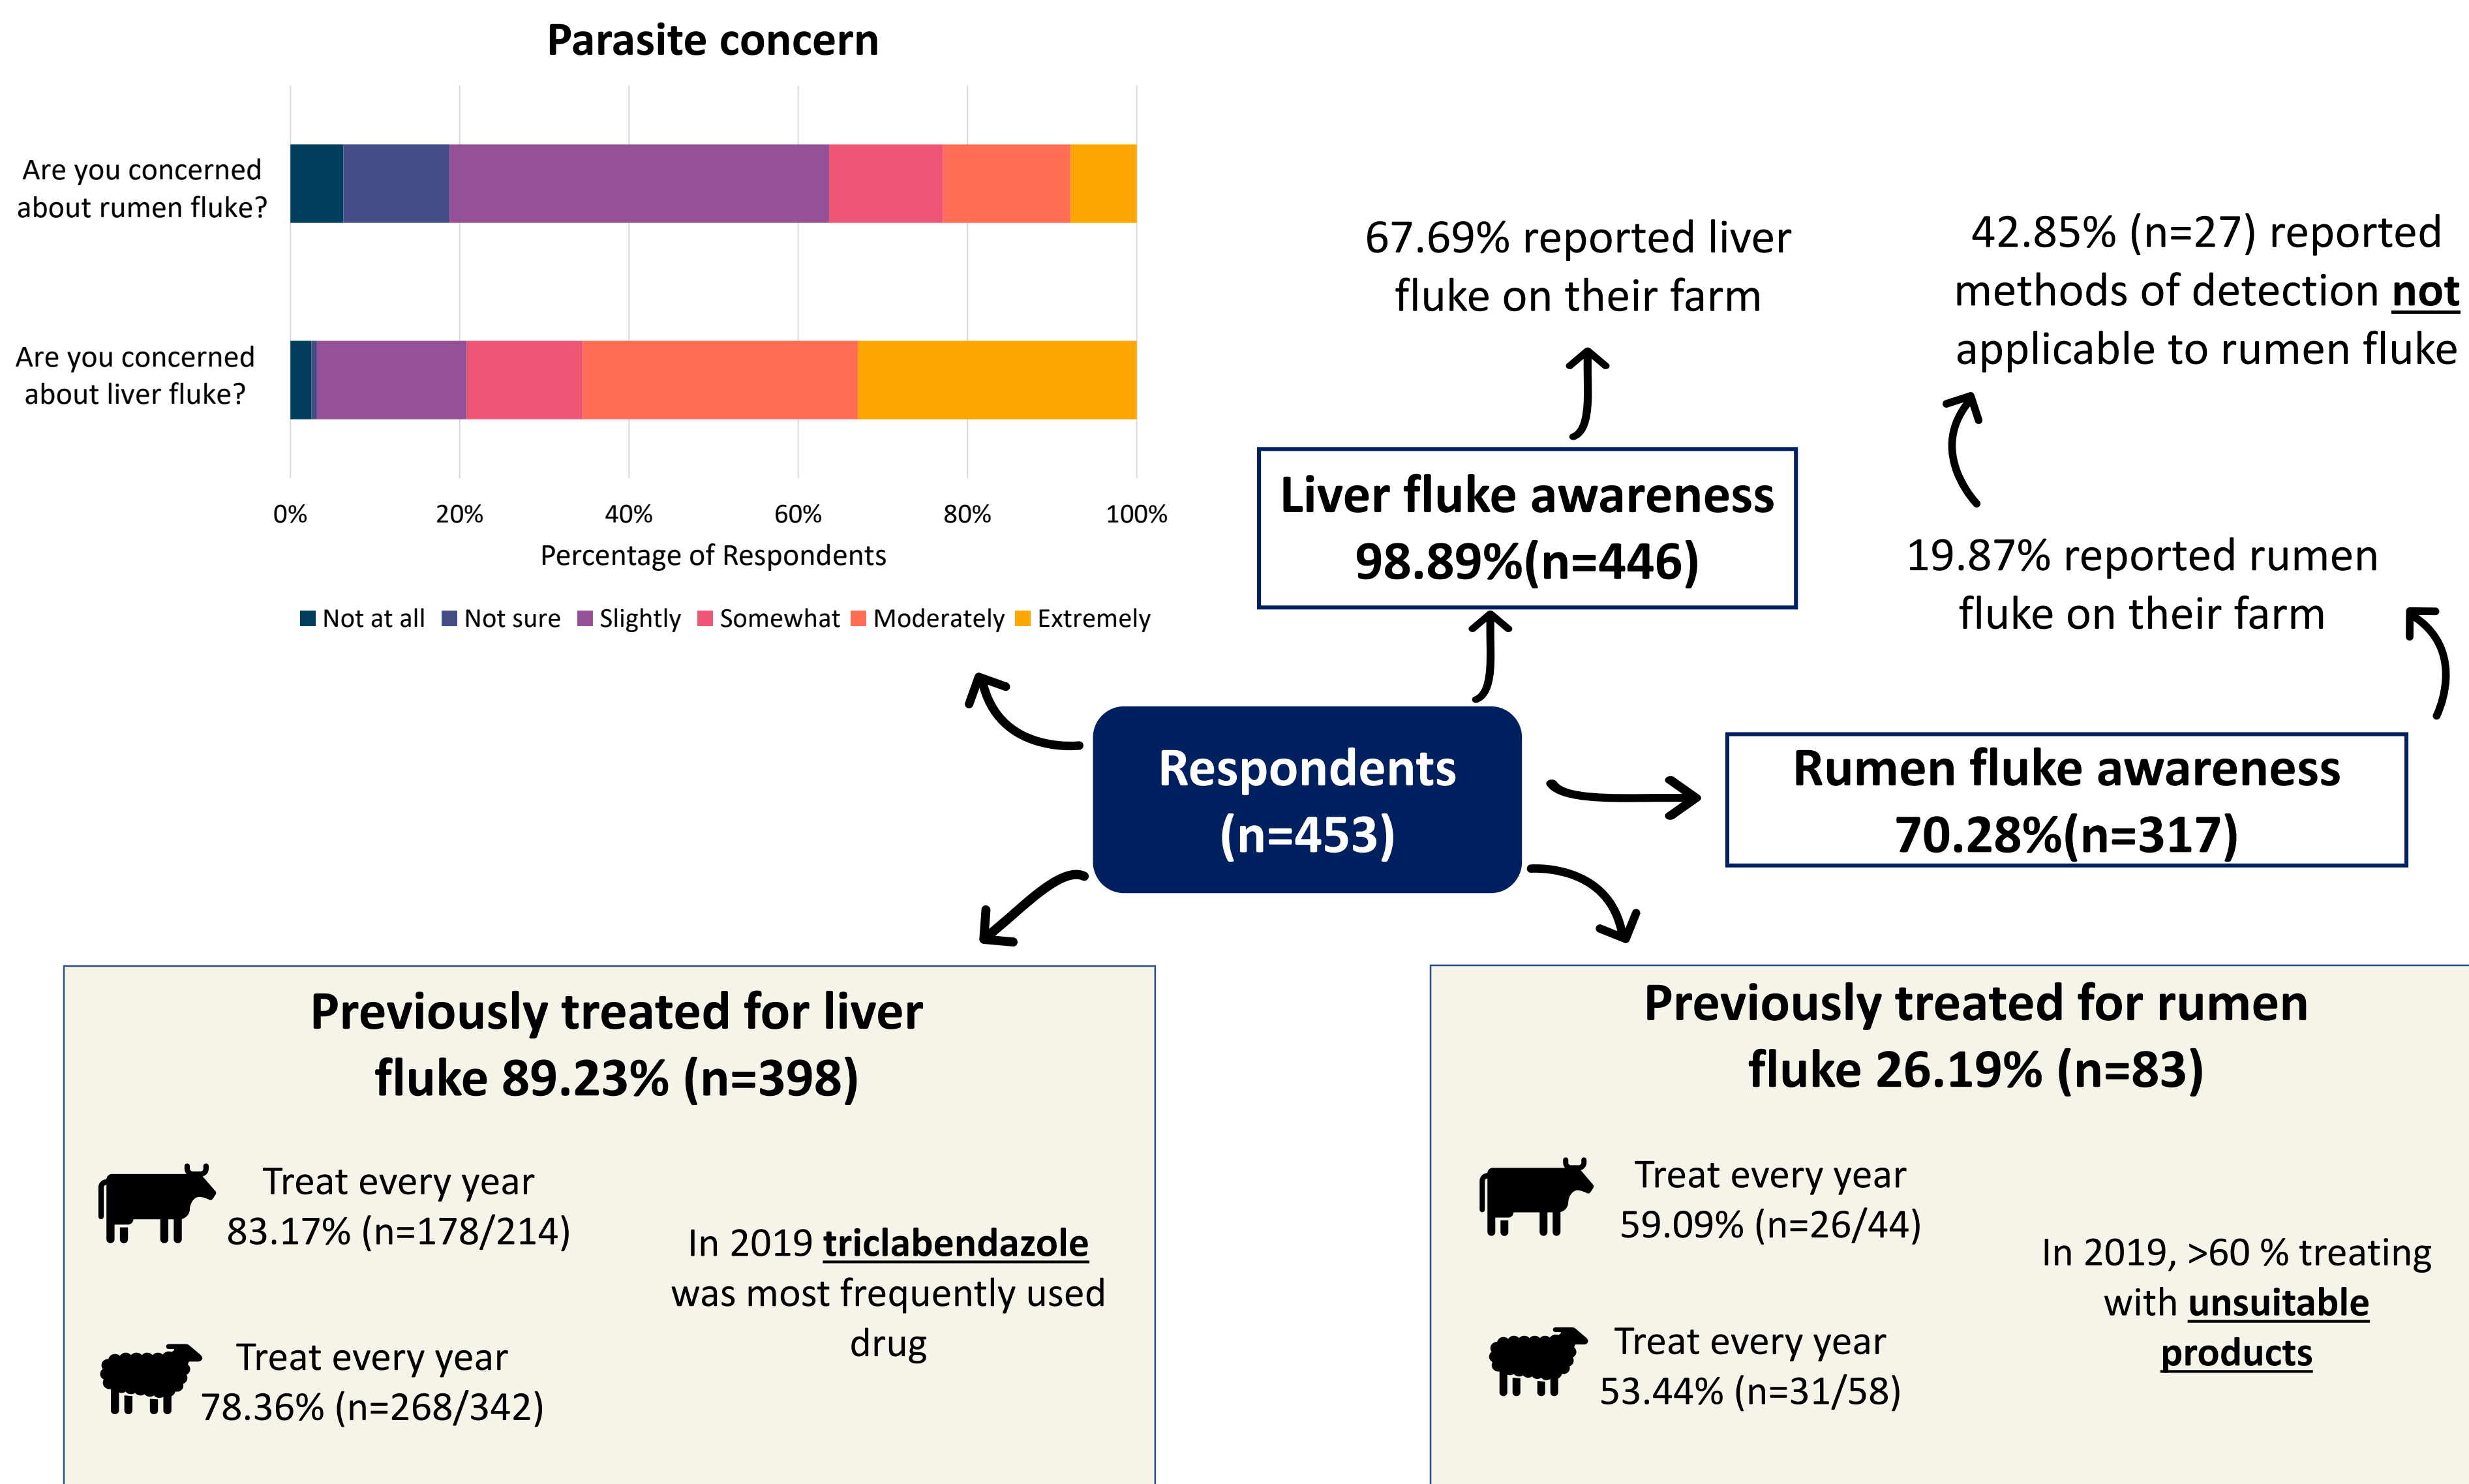 Parasite concern
Are you concerned
about rumen fluke?
Are you concerned
about liver fluke?
0% 20% 40% 60% 80% 100%
Percentage of Respondents
Not at all Not sure Slightly Somewhat Moderately Extremely
67.69% reported liver
fluke on their farm
42.85% (n=27) reported
methods of detection not
applicable to rumen fluke
Liver fluke awareness
98.89%(n=446)
19.87% reported rumen
fluke on their farm
Respondents
(n=453)
Rumen fluke awareness
70.28%(n=317)
Previously treated for liver
fluke 89.23% (n=398)
Treat every year
83.17% (n=178/214)
Treat every year
78.36% (n=268/342)
In 2019 triclabendazole
was most frequently used
drug
Previously treated for rumen
fluke 26.19% (n=83)
Treat every year
59.09% (n=26/44)
Treat every year
53.44% (n=31/58)
In 2019, >60 % treating
with unsuitable
products